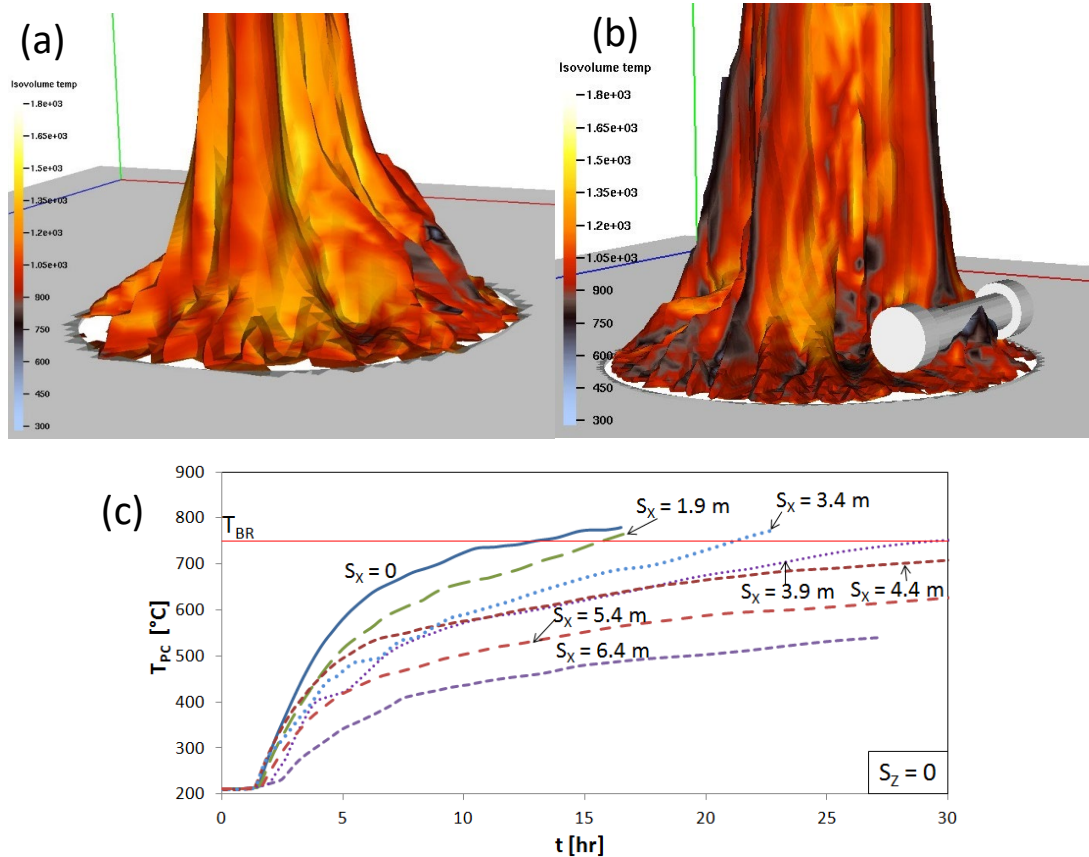 (a)
Isovolume temp
1.8e+03
1.65e+03
1.5e+03
1.35e+03
1.2e+03
1.05e+03
900
750
600
450
300
(b)
Isovolume temp
1.8e+03
1.65e+03
1.5e+03
1.35e+03
1.2e+03
1.05e+03
900
750
600
450
300
(c)
T_PC [°C]
900
800
700
600
500
400
300
200
T_BR
S_X = 0
S_X = 1.9 m
S_X = 3.4 m
S_X = 3.9 m
S_X = 4.4 m
S_X = 5.4 m
S_X = 6.4 m
S_Z = 0
0 5 10 15 20 25 30
t [hr]